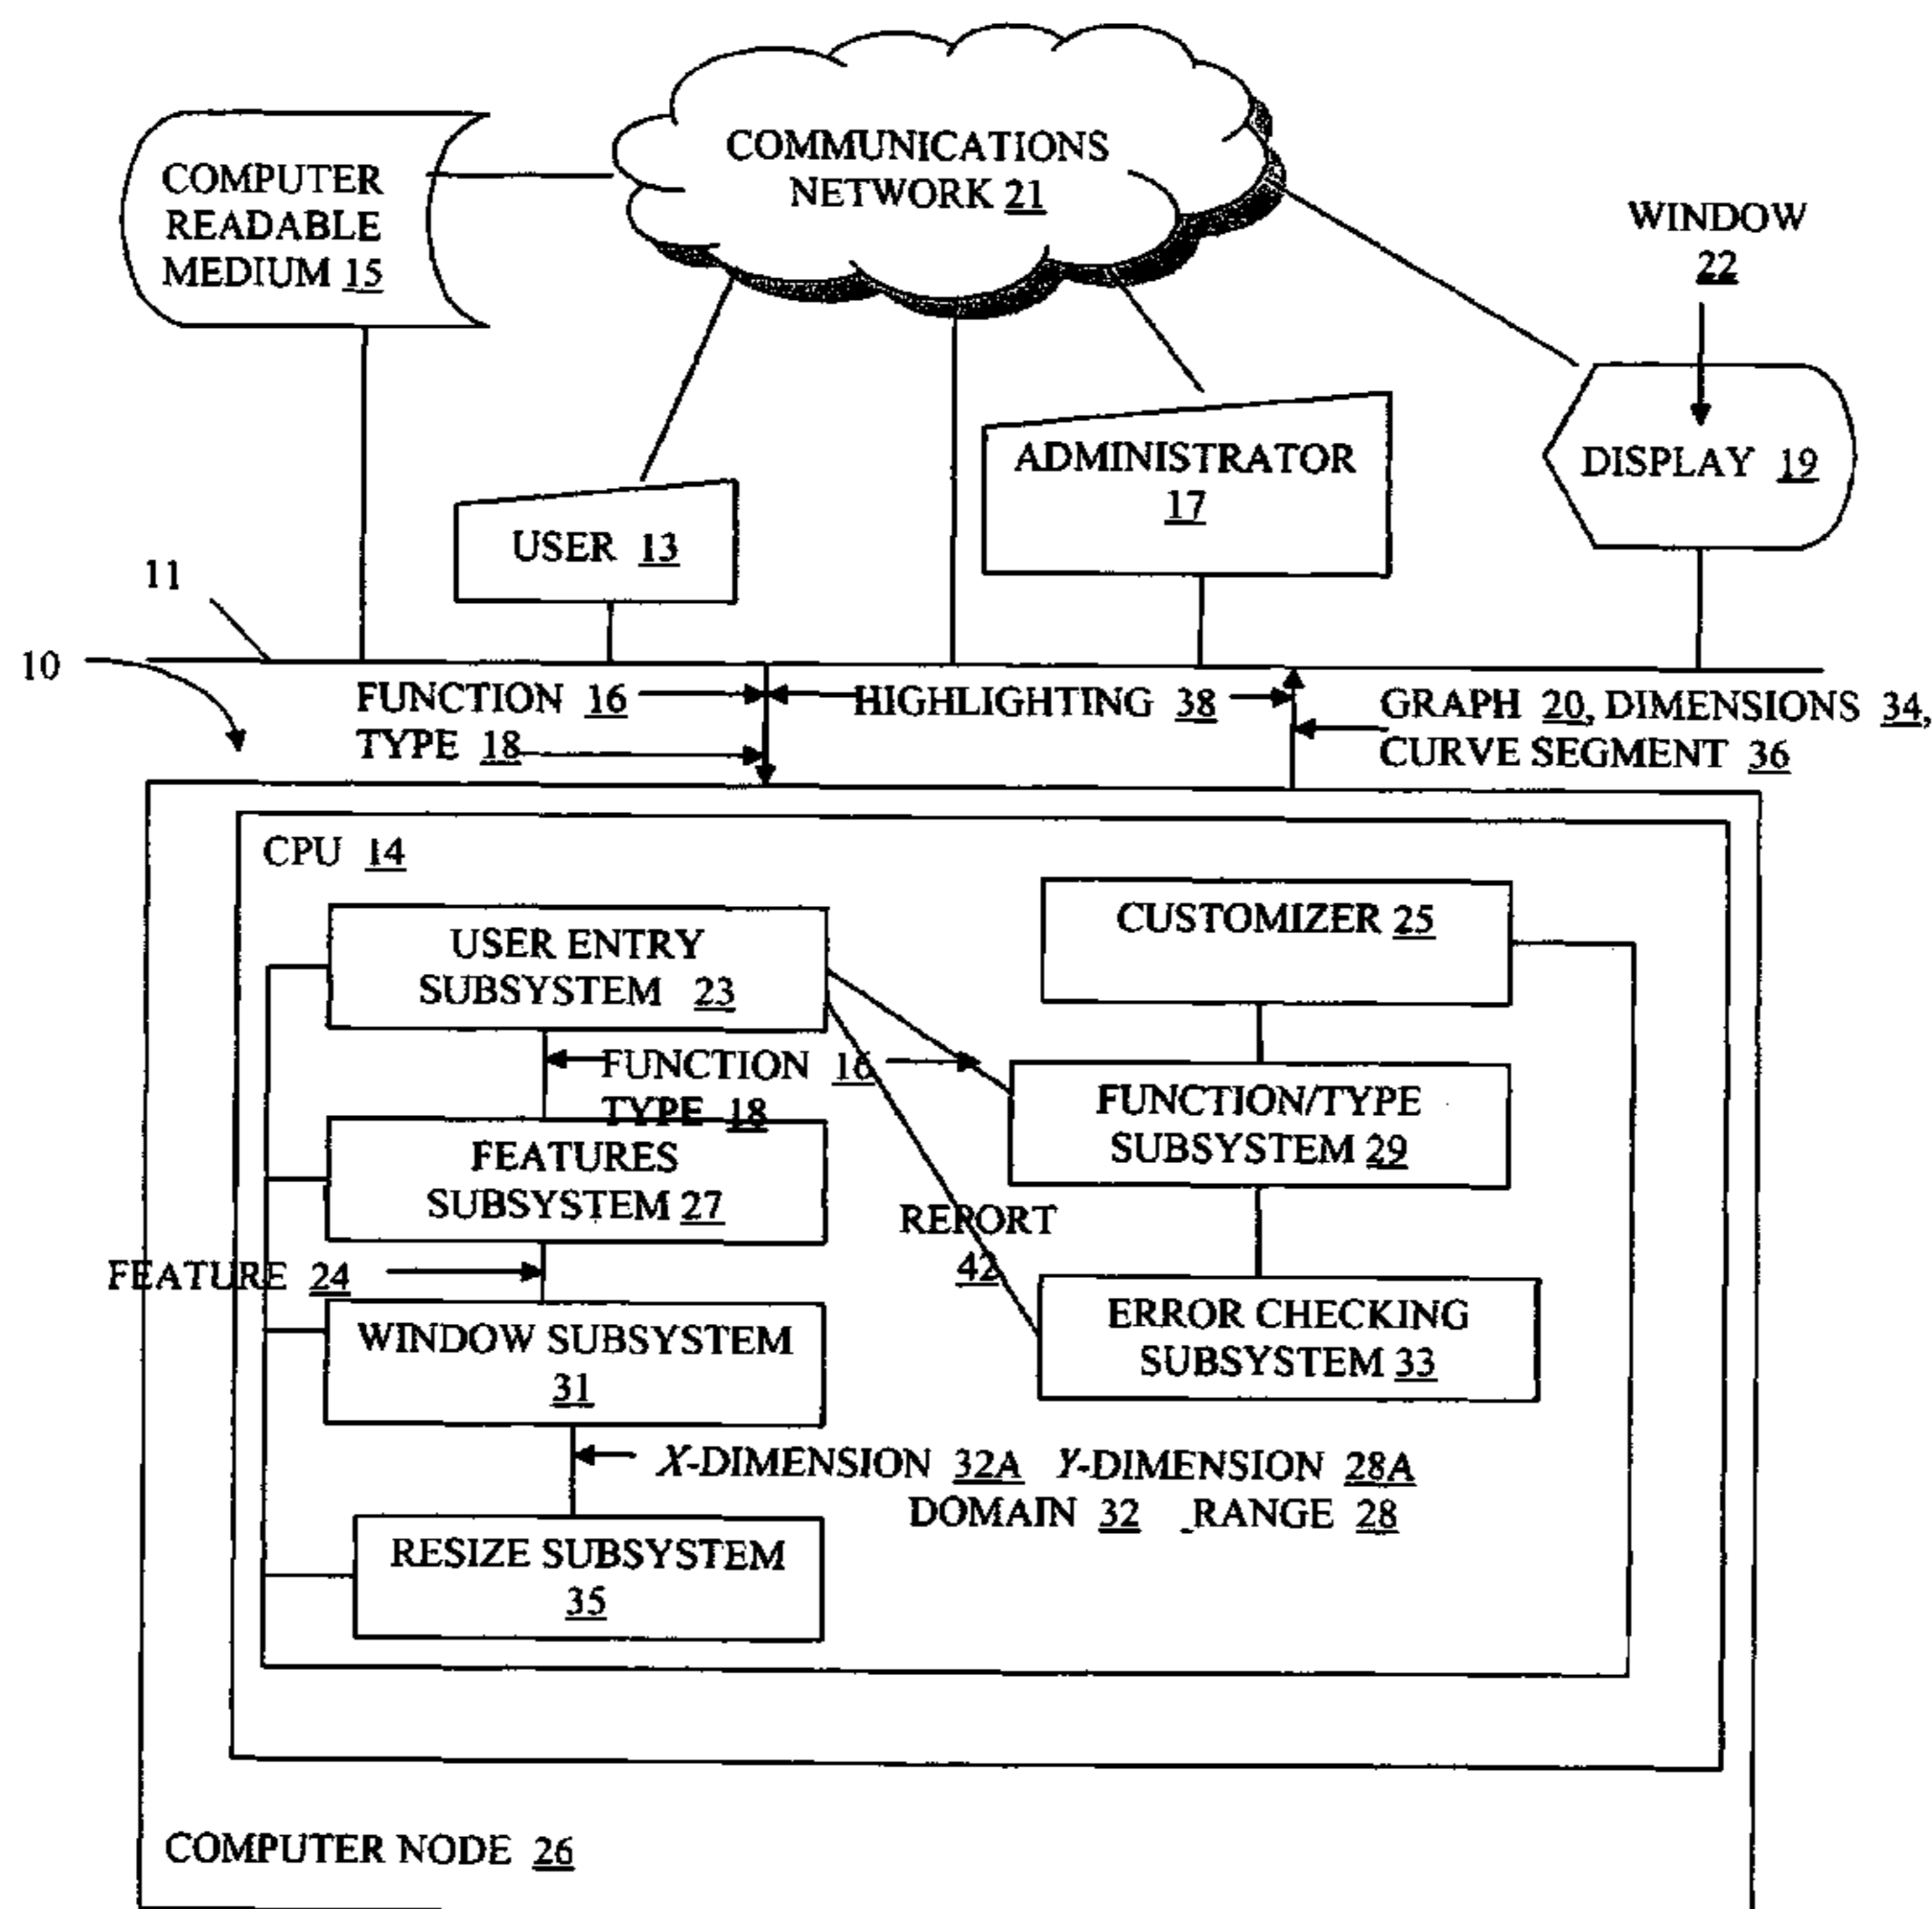 COMMUNICATIONS
NETWORK 21
COMPUTER
READABLE
MEDIUM 15
WINDOW
22
ADMINISTRATOR
17
DISPLAY 19
USER 13
11
10
FUNCTION 16
TYPE 18
HIGHLIGHTING 38
GRAPH 20, DIMENSIONS 34,
CURVE SEGMENT 36
CPU 14
CUSTOMIZER 25
USER ENTRY
SUBSYSTEM 23
FUNCTION 16
TYPE 18
FUNCTION/TYPE
SUBSYSTEM 29
FEATURES
SUBSYSTEM 27
REPORT
42
FEATURE 24
WINDOW SUBSYSTEM
31
ERROR CHECKING
SUBSYSTEM 33
X-DIMENSION 32A Y-DIMENSION 28A
DOMAIN 32 RANGE 28
RESIZE SUBSYSTEM
35
COMPUTER NODE 26